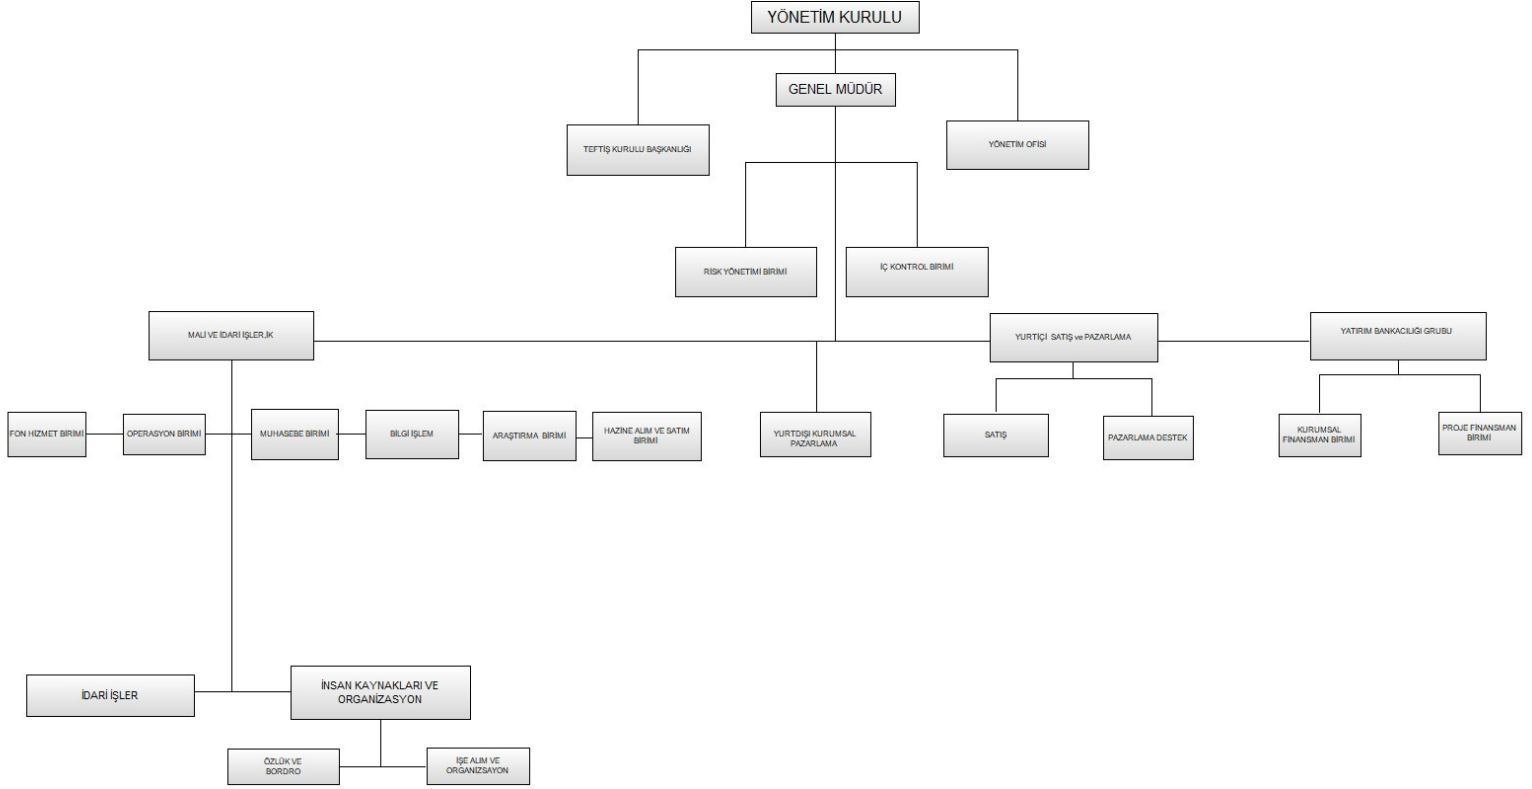 YÖNETİM KURULU
GENEL MÜDÜR
TEFTİŞ KURULU BAŞKANLIĞI
YÖNETİM OFİSİ
RİSK YÖNETİMİ BİRİMİ
İÇ KONTROL BİRİMİ
MALİ VE İDARİ İŞLER,İK
YURTİÇİ SATIŞ ve PAZARLAMA
YATIRIM BANKACILIĞI GRUBU
FON HİZMET BİRİMİ
OPERASYON BİRİMİ
MUHASEBE BİRİMİ
BİLGİ İŞLEM
ARAŞTIRMA BİRİMİ
HAZİNE ALIM VE SATIM
BİRİMİ
YURTDIŞI KURUMSAL
PAZARLAMA
SATIŞ
PAZARLAMA DESTEK
KURUMSAL
FİNANSMAN BİRİMİ
PROJE FİNANSMAN
BİRİMİ
İDARİ İŞLER
İNSAN KAYNAKLARI VE
ORGANİZASYON
ÖZLÜK VE
BORDRO
İŞE ALIM VE
ORGANİZSAYON